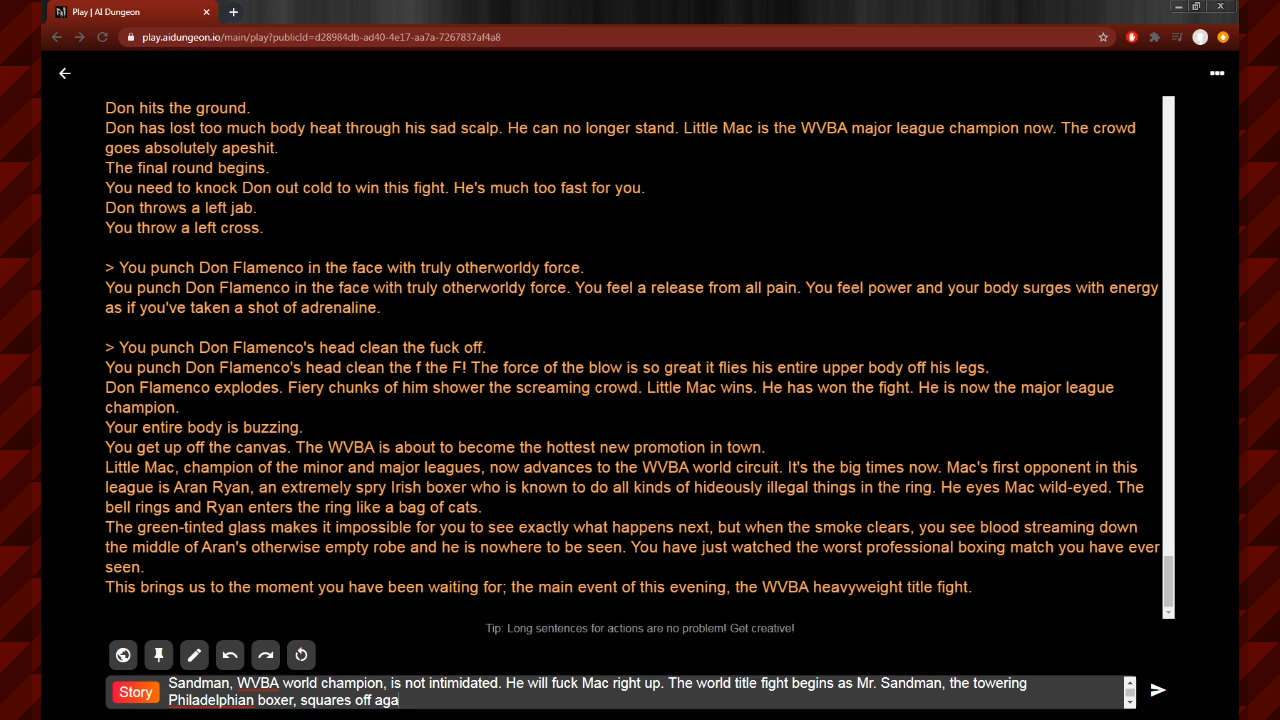 Play | AI Dungeon
play.aidungeon.io/main/play?publicId=d28984db-ad40-4e17-aa7a-7267837af4a8
Don hits the ground.
Don has lost too much body heat through his sad scalp. He can no longer stand. Little Mac is the WVBA major league champion now. The crowd
goes absolutely apeshit.
The final round begins.
You need to knock Don out cold to win this fight. He's much too fast for you.
Don throws a left jab.
You throw a left cross.
> You punch Don Flamenco in the face with truly otherworldy force.
You punch Don Flamenco in the face with truly otherworldy force. You feel a release from all pain. You feel power and your body surges with energy
as if you've taken a shot of adrenaline.
> You punch Don Flamenco's head clean the fuck off.
You punch Don Flamenco's head clean the f the F! The force of the blow is so great it flies his entire upper body off his legs.
Don Flamenco explodes. Fiery chunks of him shower the screaming crowd. Little Mac wins. He has won the fight. He is now the major league
champion.
Your entire body is buzzing.
You get up off the canvas. The WVBA is about to become the hottest new promotion in town.
Little Mac, champion of the minor and major leagues, now advances to the WVBA world circuit. It's the big times now. Mac's first opponent in this
league is Aran Ryan, an extremely spry Irish boxer who is known to do all kinds of hideously illegal things in the ring. He eyes Mac wild-eyed. The
bell rings and Ryan enters the ring like a bag of cats.
The green-tinted glass makes it impossible for you to see exactly what happens next, but when the smoke clears, you see blood streaming down
the middle of Aran's otherwise empty robe and he is nowhere to be seen. You have just watched the worst professional boxing match you have ever
seen.
This brings us to the moment you have been waiting for; the main event of this evening, the WVBA heavyweight title fight.
Tip: Long sentences for actions are no problem! Get creative!
Story
Sandman, WVBA world champion, is not intimidated. He will fuck Mac right up. The world title fight begins as Mr. Sandman, the towering
Philadelphian boxer, squares off aga